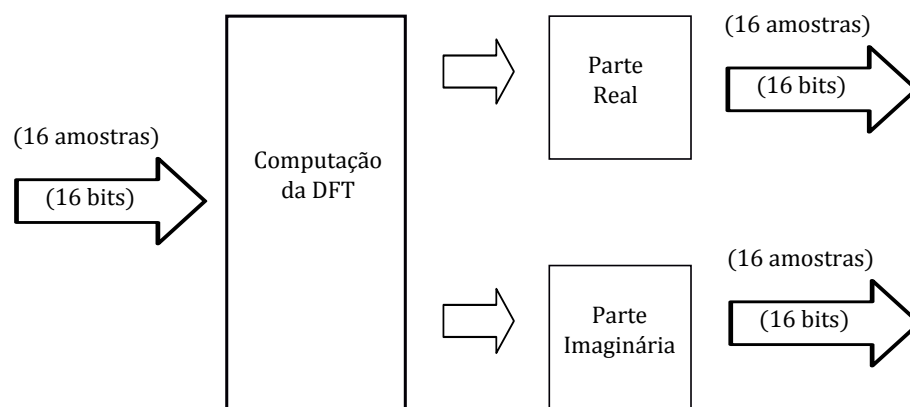 (16 amostras)
(16 bits)
Computação
da DFT
Parte
Real
(16 amostras)
(16 bits)
Parte
Imaginária
(16 amostras)
(16 bits)